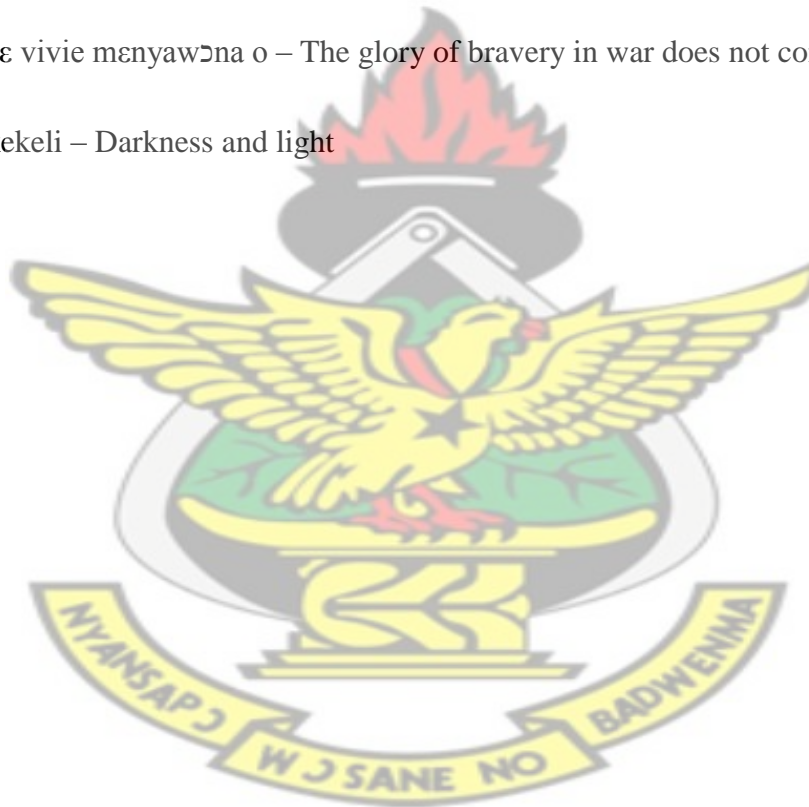 ɛ vivie mɛnyawɔna o – The glory of bravery in war does not co
ekeli – Darkness and light
NYANSAPƆ
WƆSANE NO
BADWENMA